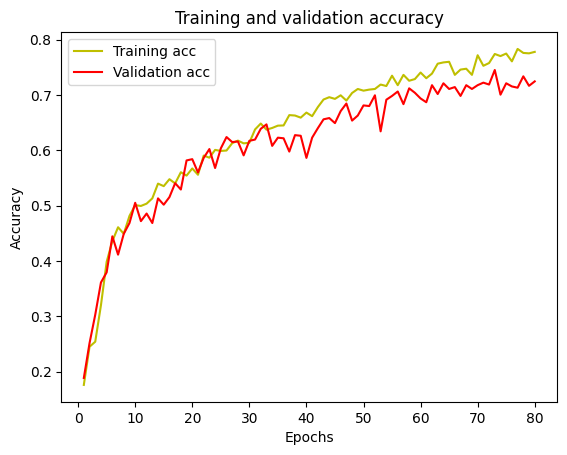 Training and validation accuracy
Training acc
Validation acc
0.8
0.7
0.6
0.5
0.4
0.3
0.2
Accuracy
0 10 20 30 40 50 60 70 80
Epochs